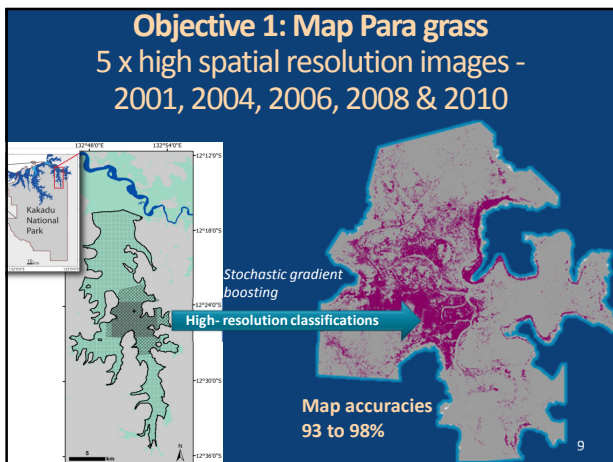 Objective 1: Map Para grass
5 x high spatial resolution images -
2001, 2004, 2006, 2008 & 2010
132°48'0"E
132°54'0"E
12°12'0"S
Kakadu
National
Park
12°18'0"S
Stochastic gradient
boosting
12°24'0"S
High- resolution classifications
12°30'0"S
Map accuracies
93 to 98%
5
km
N
12°36'0"S
9